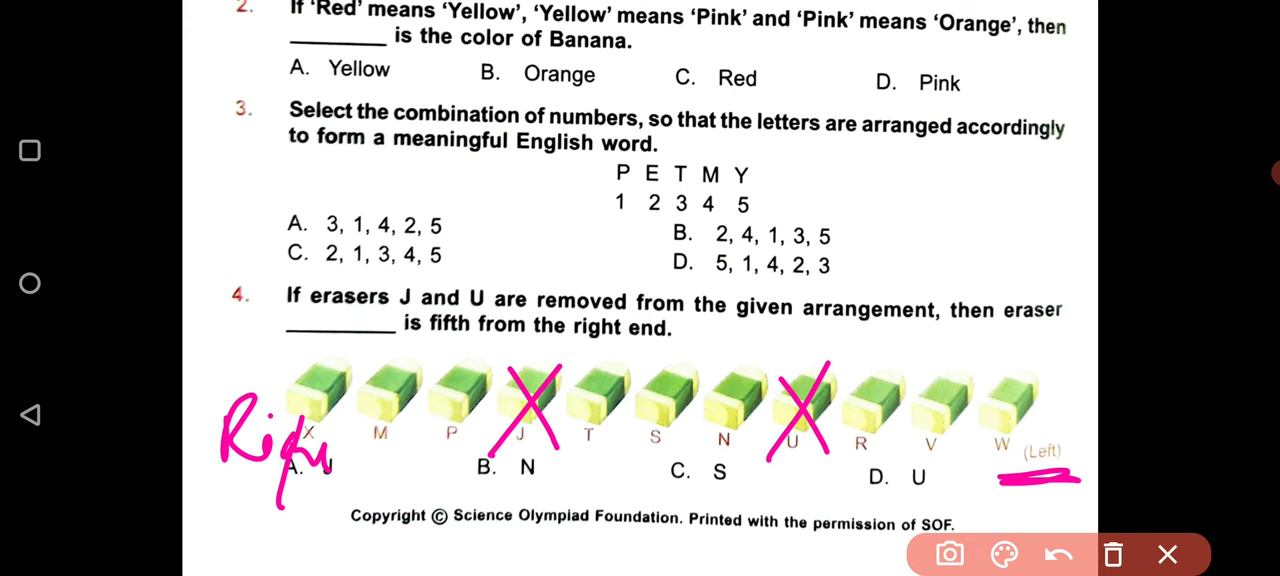 2. If 'Red' means 'Yellow', 'Yellow' means 'Pink' and 'Pink' means 'Orange', then
________ is the color of Banana.
A. Yellow B. Orange C. Red D. Pink
3. Select the combination of numbers, so that the letters are arranged accordingly
to form a meaningful English word.
P E T M Y
1 2 3 4 5
A. 3, 1, 4, 2, 5 B. 2, 4, 1, 3, 5
C. 2, 1, 3, 4, 5 D. 5, 1, 4, 2, 3
4. If erasers J and U are removed from the given arrangement, then eraser
_________ is fifth from the right end.
Right
X M P J T S N U R V W (Left)
A. J B. N C. S D. U
Copyright © Science Olympiad Foundation. Printed with the permission of SOF.